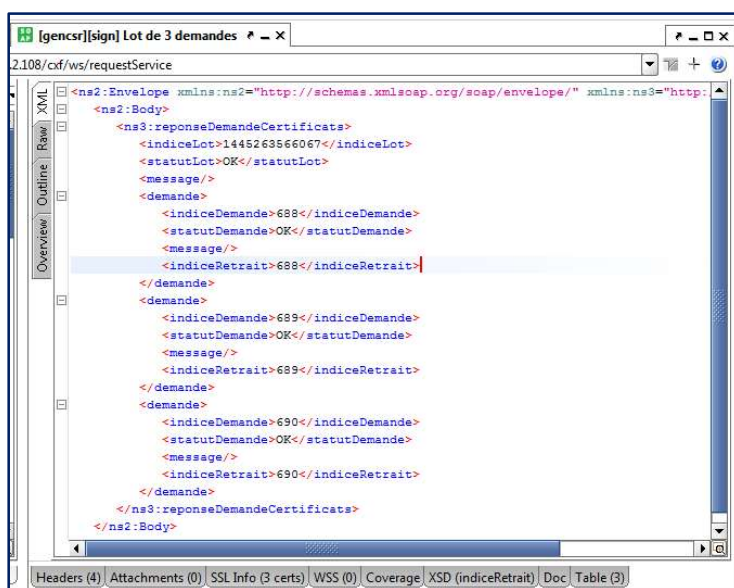 [gencsr][sign] Lot de 3 demandes
2.108/cxf/ws/requestService
XML
Raw
Outline
Overview
<ns2:Envelope xmlns:ns2="http://schemas.xmlsoap.org/soap/envelope/" xmlns:ns3="http:/
<ns2:Body>
<ns3:reponseDemandeCertificats>
<indiceLot>1445263566067</indiceLot>
<statutLot>OK</statutLot>
<message/>
<demande>
<indiceDemande>688</indiceDemande>
<statutDemande>OK</statutDemande>
<message/>
<indiceRetrait>688</indiceRetrait>
</demande>
<demande>
<indiceDemande>689</indiceDemande>
<statutDemande>OK</statutDemande>
<message/>
<indiceRetrait>689</indiceRetrait>
</demande>
<demande>
<indiceDemande>690</indiceDemande>
<statutDemande>OK</statutDemande>
<message/>
<indiceRetrait>690</indiceRetrait>
</demande>
</ns3:reponseDemandeCertificats>
</ns2:Body>
Headers (4) Attachments (0) SSL Info (3 certs) WSS (0) Coverage XSD (indiceRetrait) Doc Table (3)